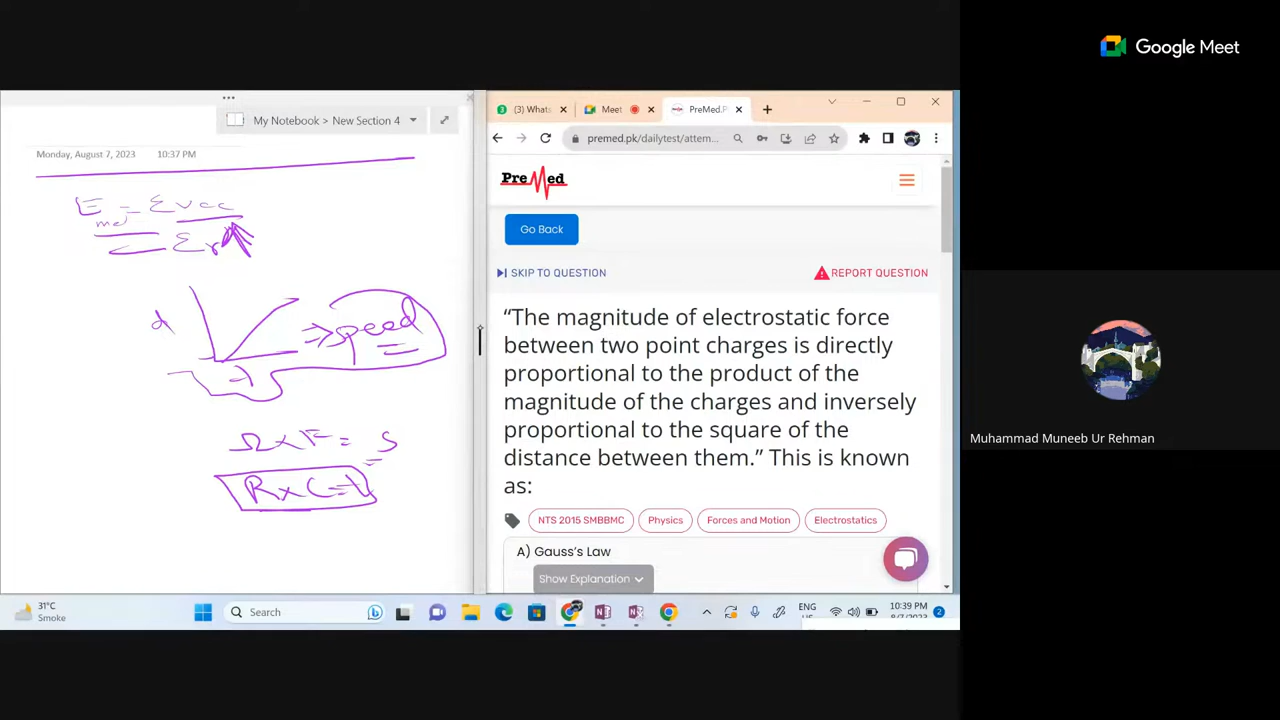 Google Meet
My Notebook > New Section 4
(3) Whats
Meet
PreMed.P
premed.pk/dailytest/attem...
Monday, August 7, 2023 10:37 PM
PreMed
Go Back
SKIP TO QUESTION
REPORT QUESTION
“The magnitude of electrostatic force
between two point charges is directly
proportional to the product of the
magnitude of the charges and inversely
proportional to the square of the
distance between them.” This is known
as:
NTS 2015 SMBBMC
Physics
Forces and Motion
Electrostatics
A) Gauss’s Law
Show Explanation
d
=> speed
Ω x F = S
R x C = t
Muhammad Muneeb Ur Rehman
31°C
Smoke
Search
ENG
10:39 PM
8/7/2023
2